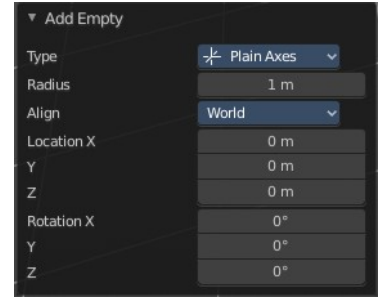 Add Empty
Type Plain Axes
Radius 1 m
Align World
Location X 0 m
Y 0 m
Z 0 m
Rotation X 0°
Y 0°
Z 0°